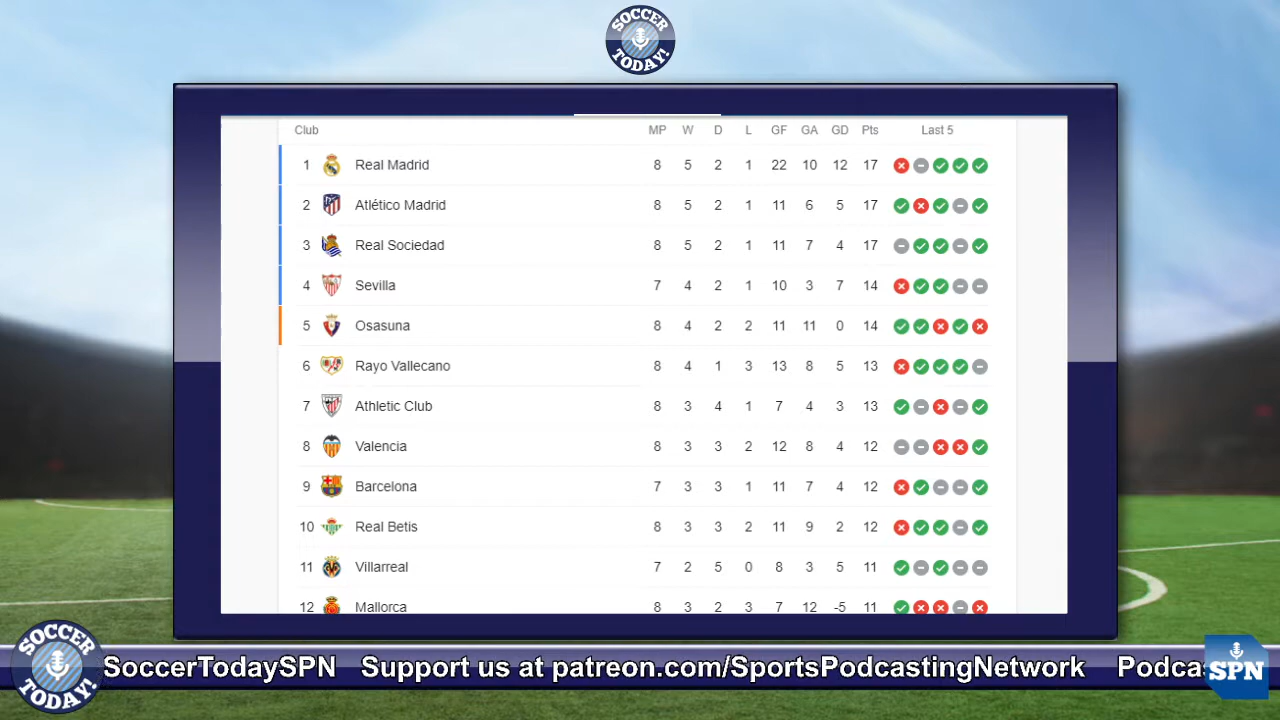 SOCCER
TODAY!
Club MP W D L GF GA GD Pts Last 5
1 Real Madrid 8 5 2 1 22 10 12 17
2 Atlético Madrid 8 5 2 1 11 6 5 17
3 Real Sociedad 8 5 2 1 11 7 4 17
4 Sevilla 7 4 2 1 10 3 7 14
5 Osasuna 8 4 2 2 11 11 0 14
6 Rayo Vallecano 8 4 1 3 13 8 5 13
7 Athletic Club 8 3 4 1 7 4 3 13
8 Valencia 8 3 3 2 12 8 4 12
9 Barcelona 7 3 3 1 11 7 4 12
10 Real Betis 8 3 3 2 11 9 2 12
11 Villarreal 7 2 5 0 8 3 5 11
12 Mallorca 8 3 2 3 7 12 -5 11
SOCCER
TODAY!
SoccerTodaySPN Support us at patreon.com/SportsPodcastingNetwork Podca
SPN